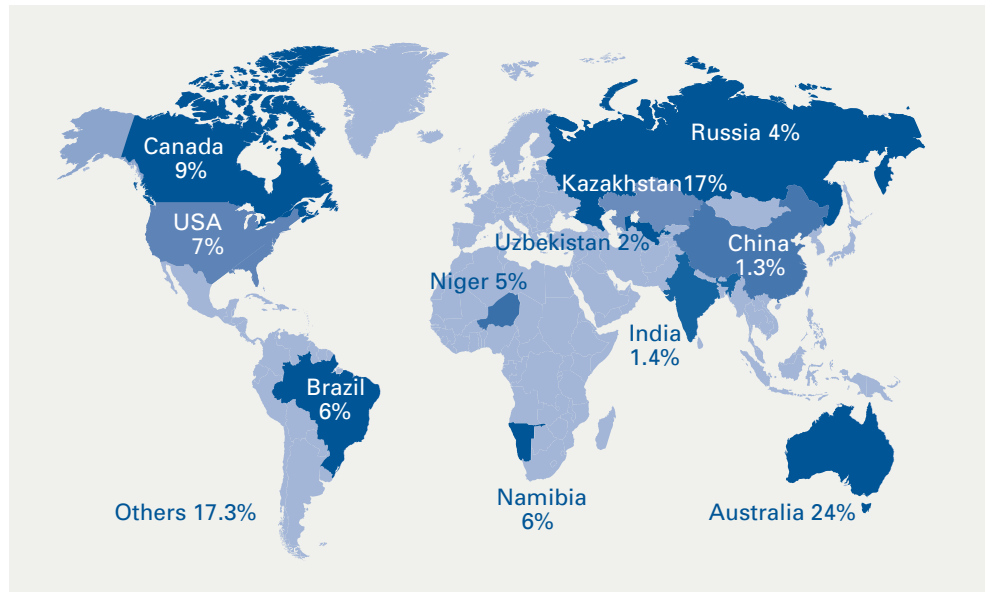 Russia 4%
Canada
9%
Kazakhstan17%
USA
7%
Uzbekistan 2%
China
1.3%
Niger 5%
India
1.4%
Brazil
6%
Namibia
6%
Others 17.3%
Australia 24%